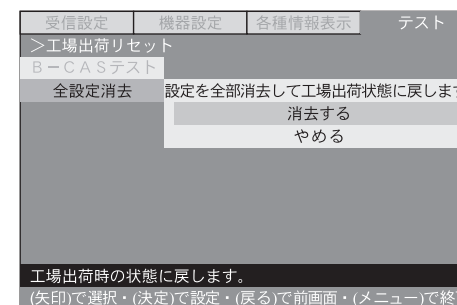 受信設定 機器設定 各種情報表示 テスト
＞工場出荷リセット
B－CASテスト
全設定消去 設定を全部消去して工場出荷状態に戻します
消去する
やめる
工場出荷時の状態に戻します。
(矢印)で選択・(決定)で設定・(戻る)で前画面・(メニュー)で終